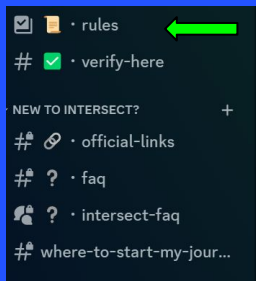 rules
verify-here
NEW TO INTERSECT?
official-links
faq
intersect-faq
where-to-start-my-jour...